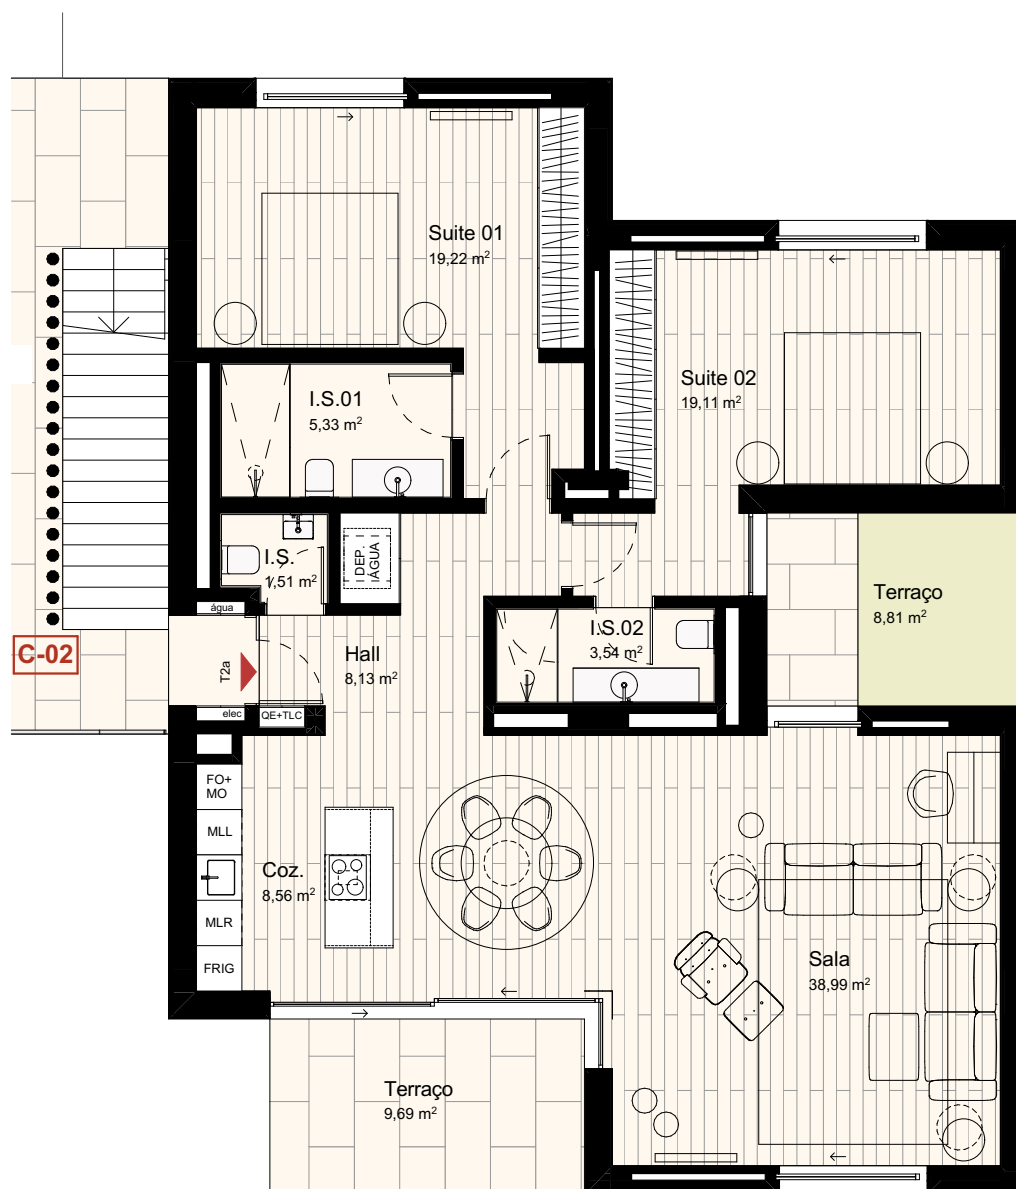 Suite 01
19,22 m²
Suite 02
19,11 m²
I.S.01
5,33 m²
I.S.
1,51 m²
DEP.
ÁGUA
água
Terraço
8,81 m²
I.S.02
3,54 m²
C-02
T2a
Hall
8,13 m²
elec
QE+TLC
FO+
MO
MLL
Coz.
8,56 m²
MLR
FRIG
Sala
38,99 m²
Terraço
9,69 m²